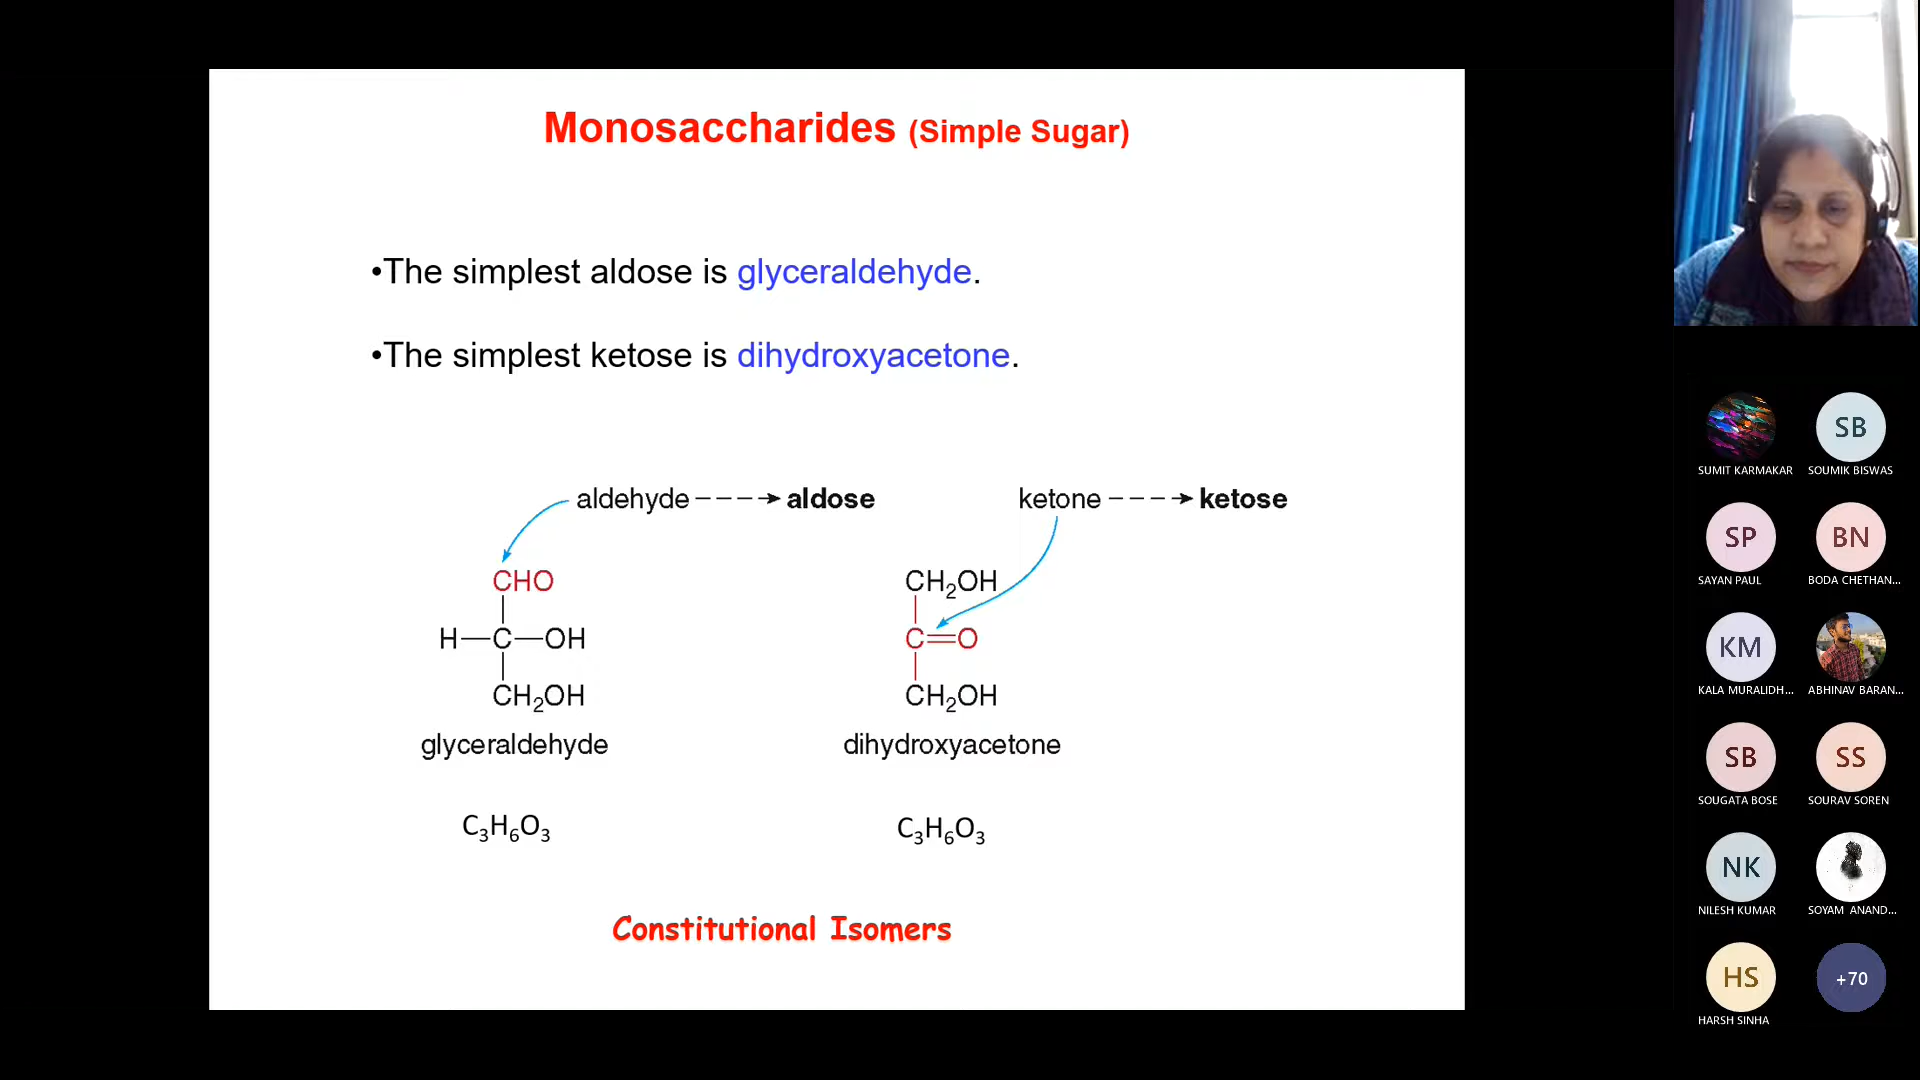 Monosaccharides (Simple Sugar)
•The simplest aldose is glyceraldehyde.
•The simplest ketose is dihydroxyacetone.
aldehyde ---→ aldose
ketone ---→ ketose
CHO
H—C—OH
CH₂OH
glyceraldehyde
C₃H₆O₃
CH₂OH
C=O
CH₂OH
dihydroxyacetone
C₃H₆O₃
Constitutional Isomers
SB
SUMIT KARMAKAR
SOUMIK BISWAS
SP
BN
SAYAN PAUL
BODA CHETHAN...
KM
KALA MURALIDH...
ABHINAV BARAN...
SB
SS
SOUGATA BOSE
SOURAV SOREN
NK
NILESH KUMAR
SOYAM ANAND...
HS
+70
HARSH SINHA